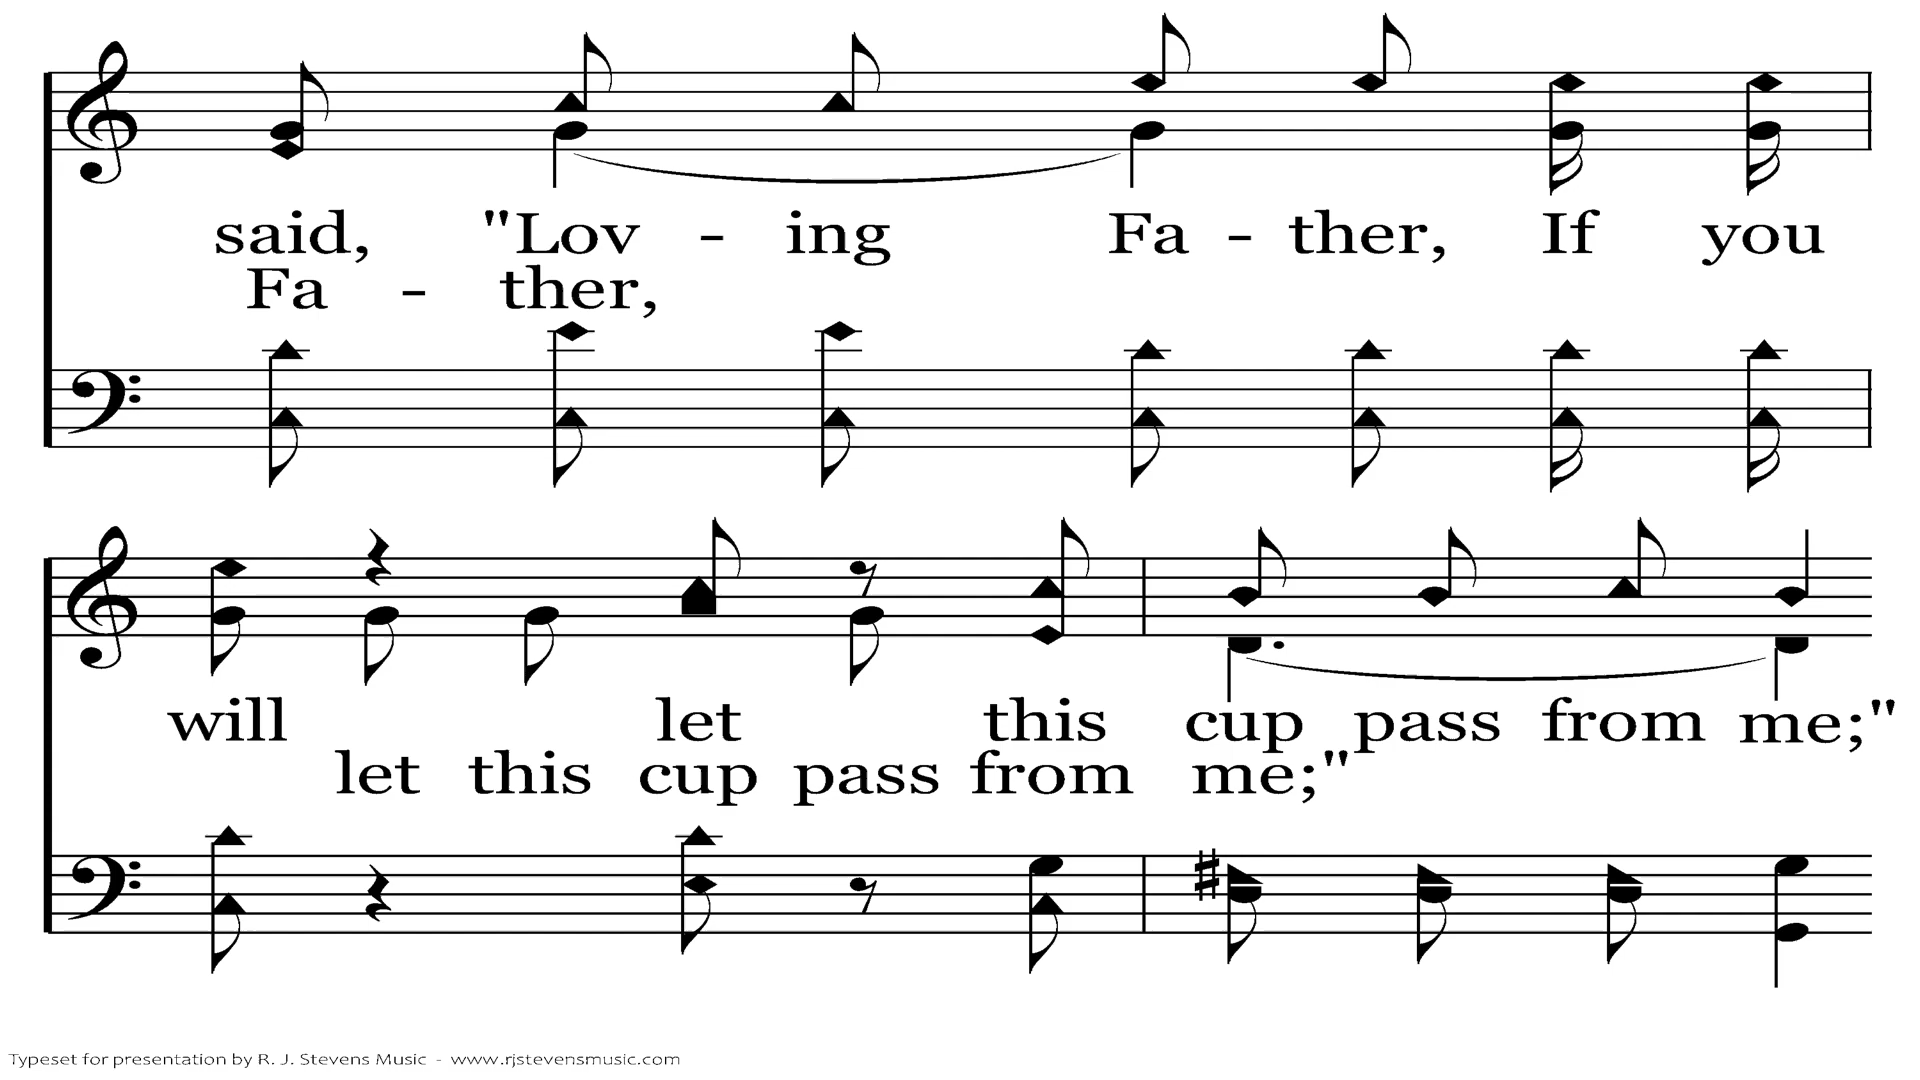 said, "Lov - ing Fa - ther, If you
Fa - ther,
will let this cup pass from me;"
let this cup pass from me;"
Typeset for presentation by R. J. Stevens Music - www.rjstevensmusic.com